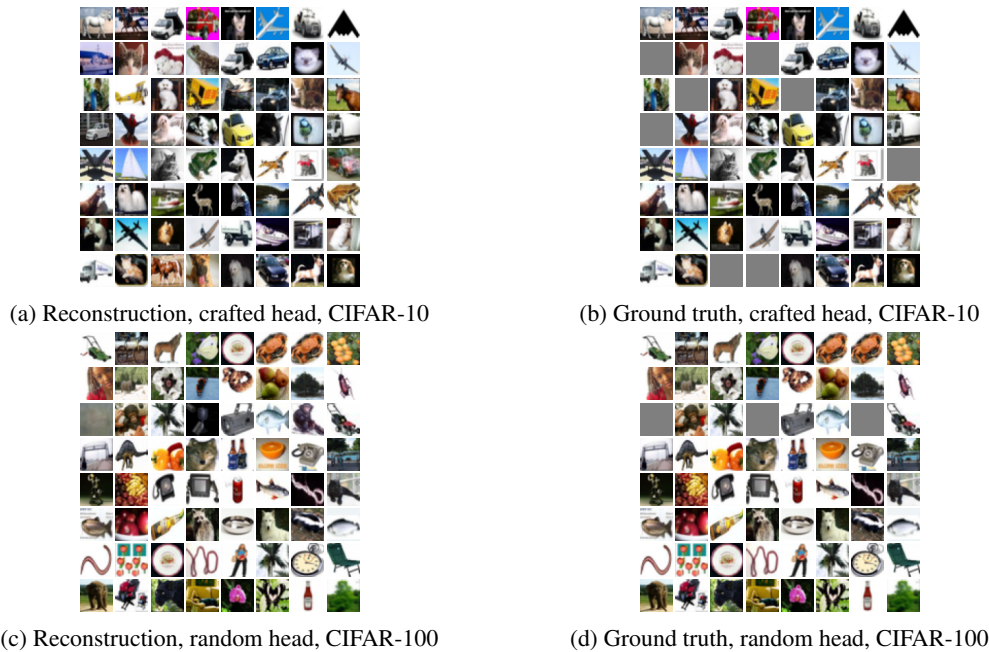 (a) Reconstruction, crafted head, CIFAR-10
(b) Ground truth, crafted head, CIFAR-10
(c) Reconstruction, random head, CIFAR-100
(d) Ground truth, random head, CIFAR-100